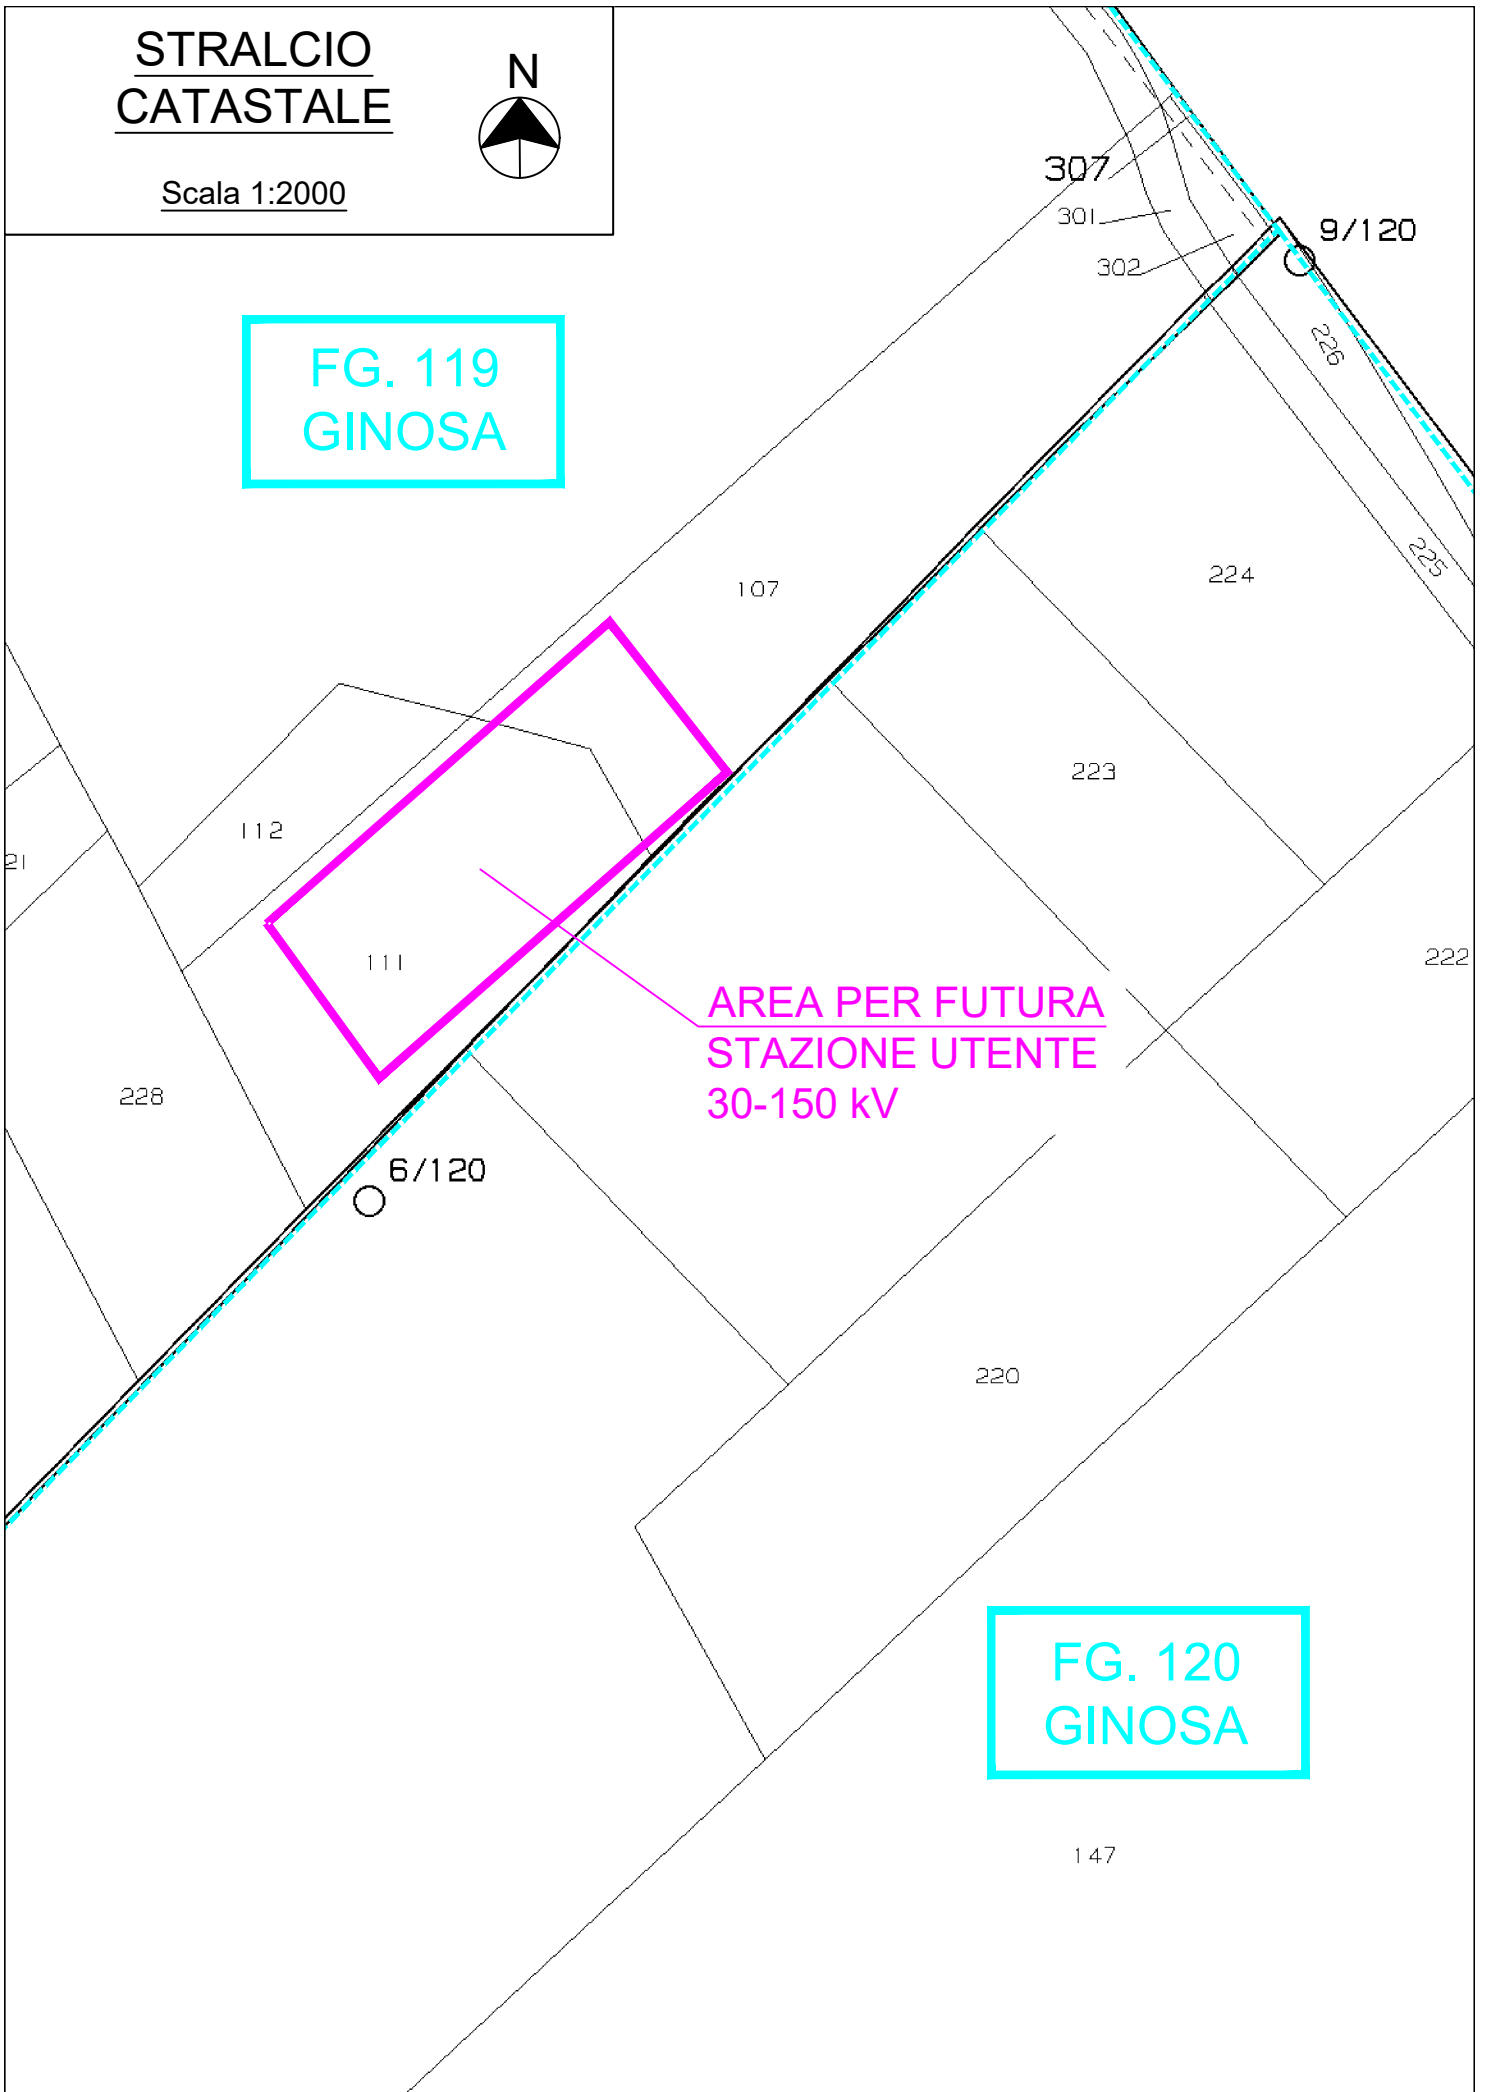 STRALCIO
CATASTALE
N
Scala 1:2000
307
301
302
9/120
226
FG. 119
GINOSA
225
224
107
223
112
21
111
222
AREA PER FUTURA
STAZIONE UTENTE
30-150 kV
228
6/120
220
FG. 120
GINOSA
147